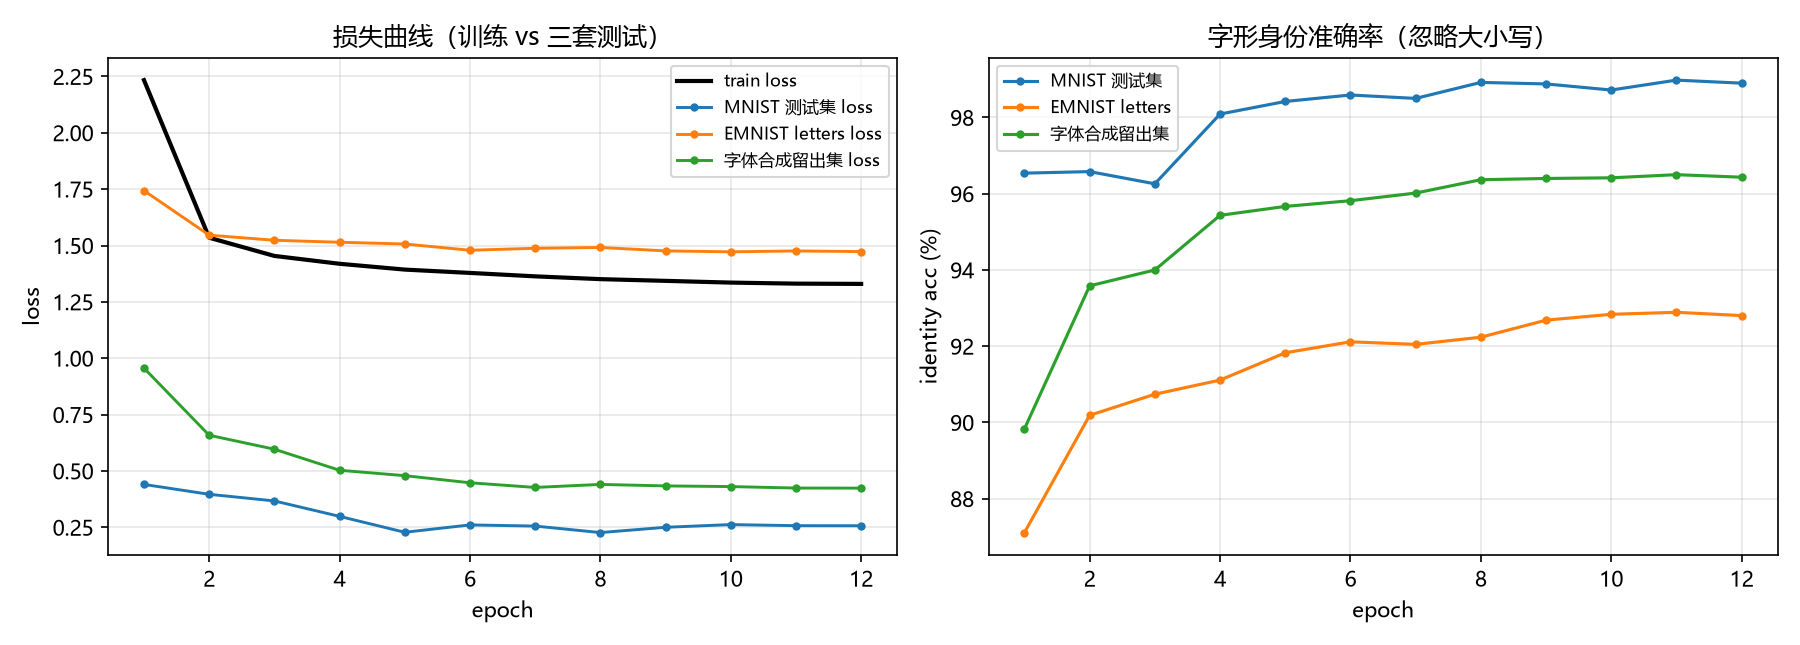 损失曲线（训练 vs 三套测试）
train loss
MNIST 测试集 loss
EMNIST letters loss
字体合成留出集 loss
2.25
2.00
1.75
1.50
1.25
1.00
0.75
0.50
0.25
loss
2
4
6
8
10
12
epoch
字形身份准确率（忽略大小写）
MNIST 测试集
EMNIST letters
字体合成留出集
98
96
94
92
90
88
identity acc (%)
2
4
6
8
10
12
epoch